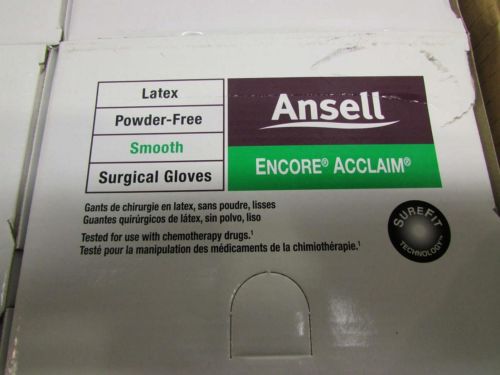 Latex
Powder-Free
Smooth
Surgical Gloves
Ansell
ENCORE® ACCLAIM®
Gants de chirurgie en latex, sans poudre, lisses
Guantes quirúrgicos de látex, sin polvo, liso
Tested for use with chemotherapy drugs.¹
Testé pour la manipulation des médicaments de la chimiothérapie.¹
SUREFIT
TECHNOLOGY™